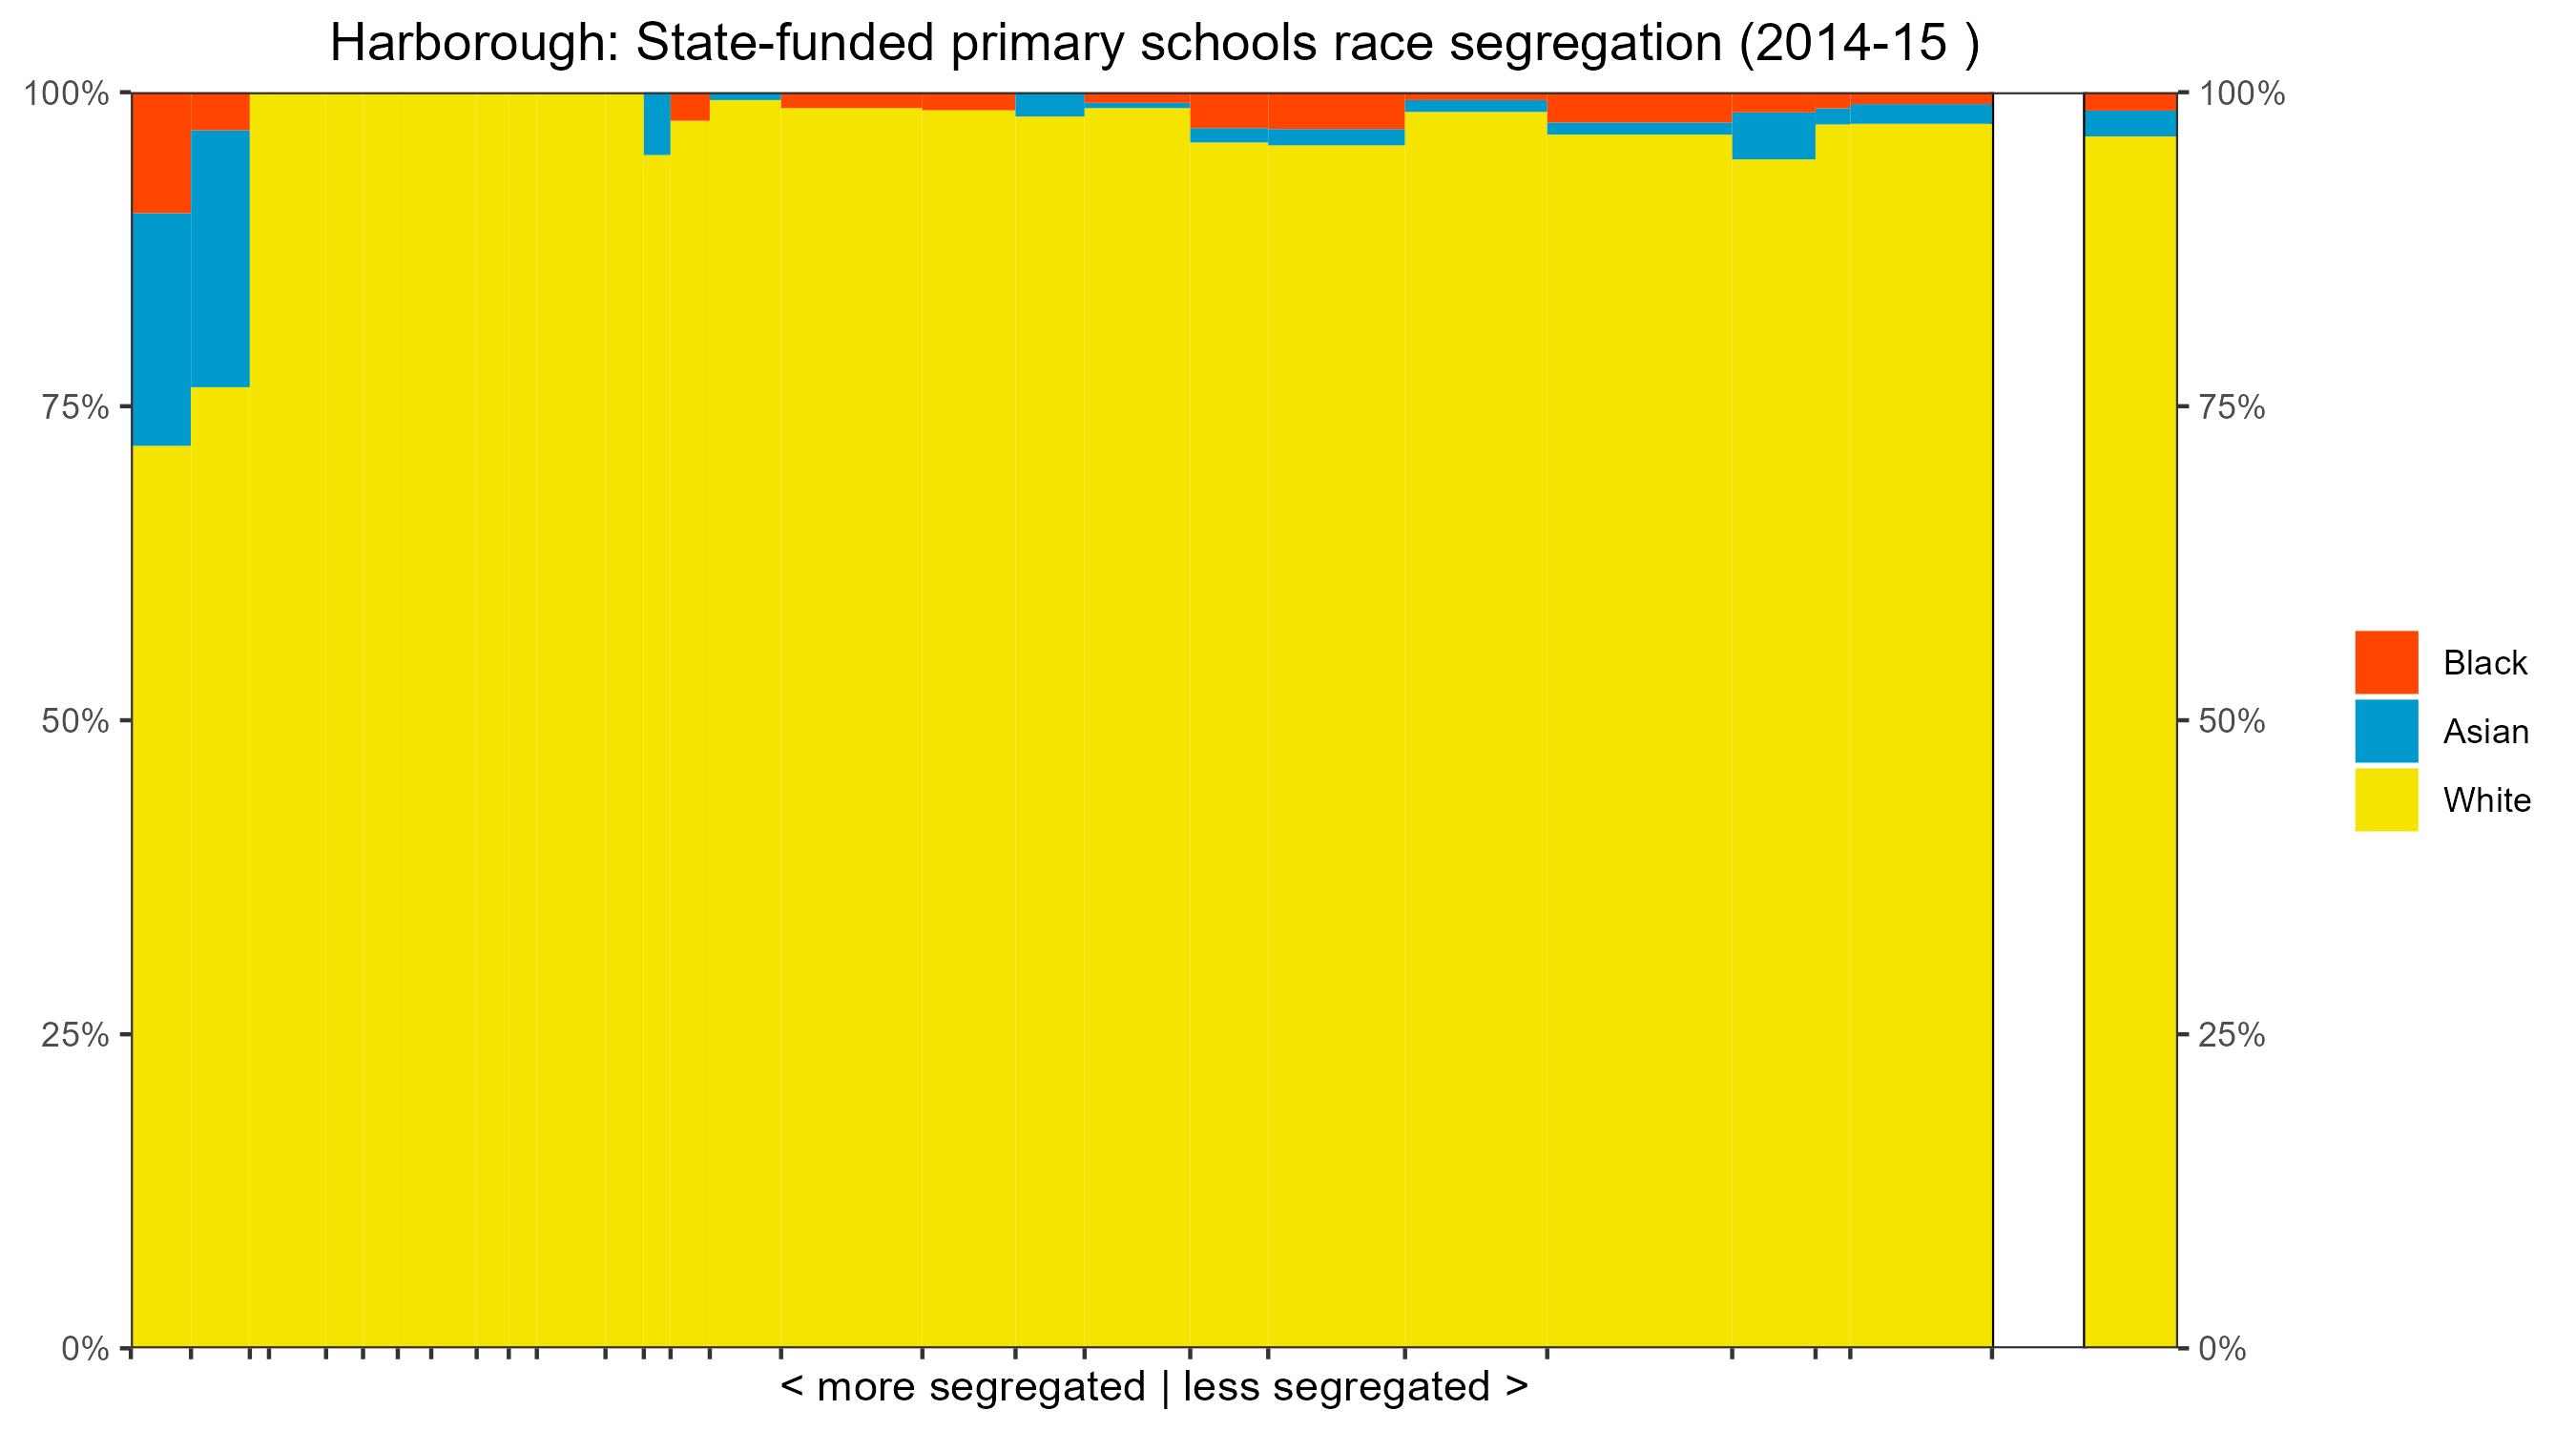 Harborough: State-funded primary schools race segregation (2014-15 )
100%
75%
50%
25%
0%
100%
75%
50%
25%
0%
Black
Asian
White
< more segregated | less segregated >